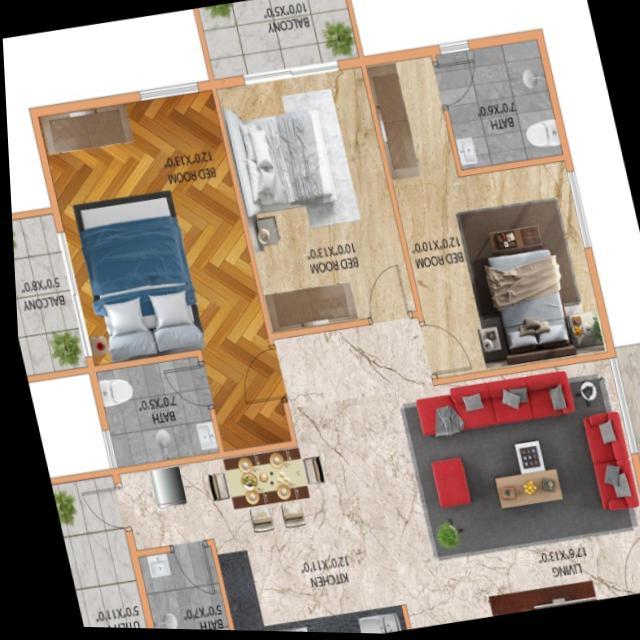 LIVING
17'6"X13'0"
KITCHEN
12'0"X11'0"
BATH
5'0"X7'0"
UTILITY
5'0"X11'0"
BATH
7'0"X5'0"
BED ROOM
12'0"X10'0"
BED ROOM
10'0"X13'0"
BALCONY
5'0"X8'0"
BED ROOM
12'0"X13'0"
BATH
7'0"X6'0"
BALCONY
10'0"X5'0"